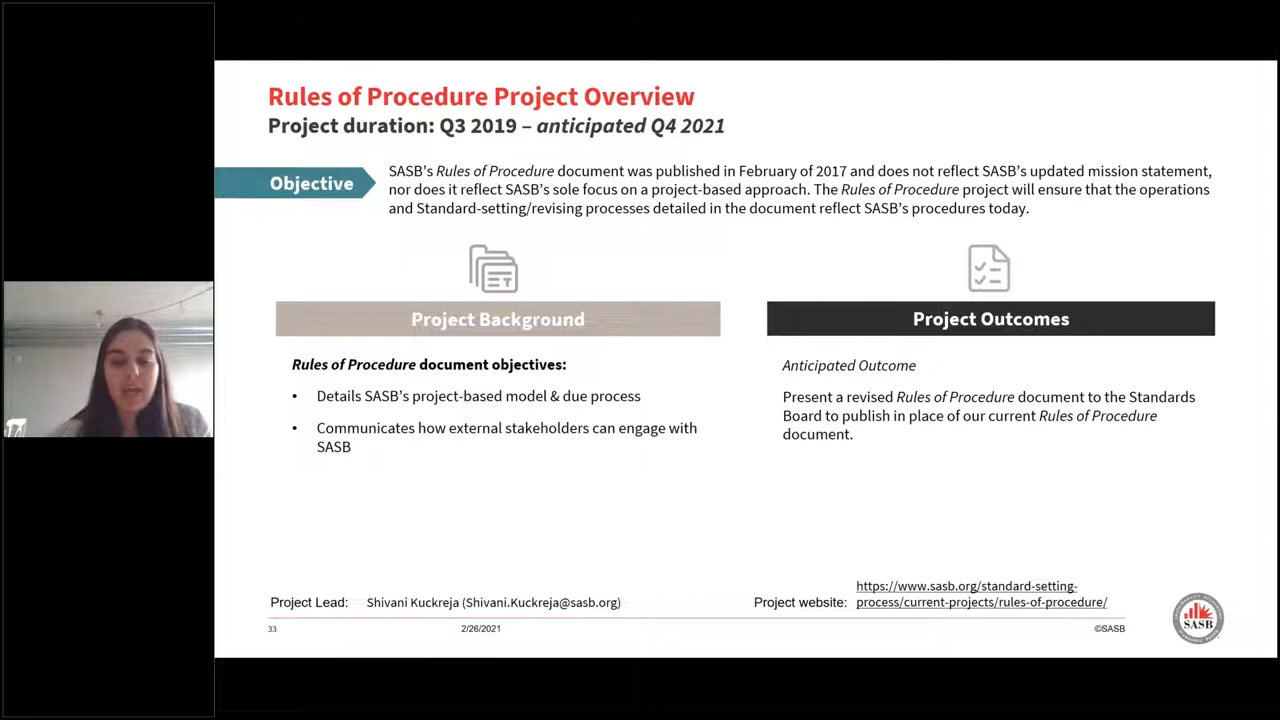 Rules of Procedure Project Overview
Project duration: Q3 2019 – anticipated Q4 2021
Objective
SASB’s Rules of Procedure document was published in February of 2017 and does not reflect SASB’s updated mission statement,
nor does it reflect SASB’s sole focus on a project-based approach. The Rules of Procedure project will ensure that the operations
and Standard-setting/revising processes detailed in the document reflect SASB’s procedures today.
Project Background
Rules of Procedure document objectives:
• Details SASB’s project-based model & due process
• Communicates how external stakeholders can engage with
SASB
Project Outcomes
Anticipated Outcome
Present a revised Rules of Procedure document to the Standards
Board to publish in place of our current Rules of Procedure
document.
Project Lead: Shivani Kuckreja (Shivani.Kuckreja@sasb.org)
Project website: https://www.sasb.org/standard-setting-
process/current-projects/rules-of-procedure/
33 2/26/2021 ©SASB
SASB